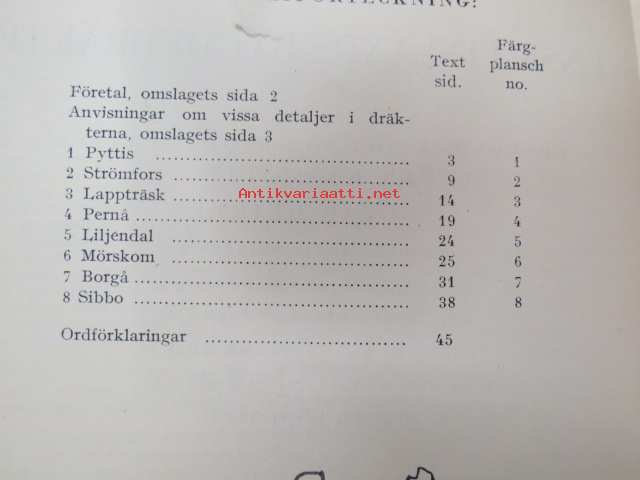 Färg-
Text plansch
sid. no.
Företal, omslagets sida 2
Anvisningar om vissa detaljer i dräk-
terna, omslagets sida 3
1 Pyttis 3 1
2 Strömfors 9 2
3 Lappträsk 14 3
Antikvariaatti.net
4 Pernå 19 4
5 Liljendal 24 5
6 Mörskom 25 6
7 Borgå 31 7
8 Sibbo 38 8
Ordförklaringar 45